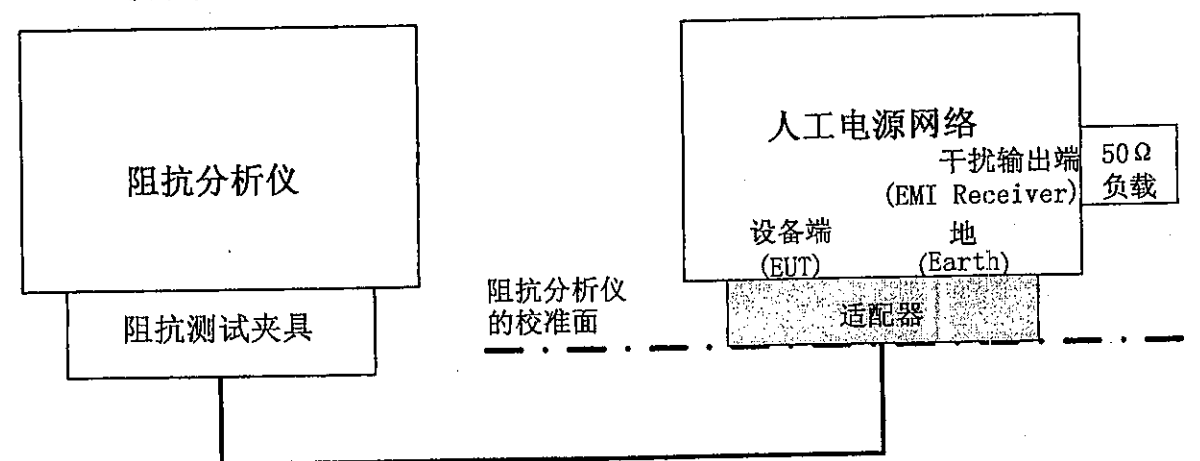 阻抗分析仪
阻抗测试夹具
阻抗分析仪
的校准面
人工电源网络
干扰输出端
(EMI Receiver)
50Ω
负载
设备端
(EUT)
地
(Earth)
适配器